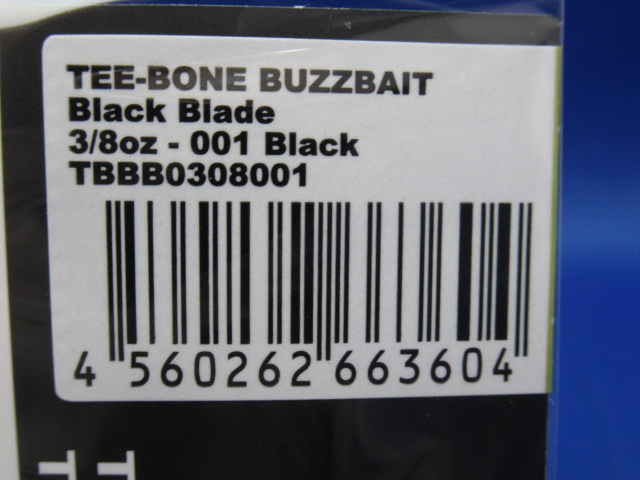 TEE-BONE BUZZBAIT
Black Blade
3/8oz - 001 Black
TBBB0308001
4 560262 663604
T
T